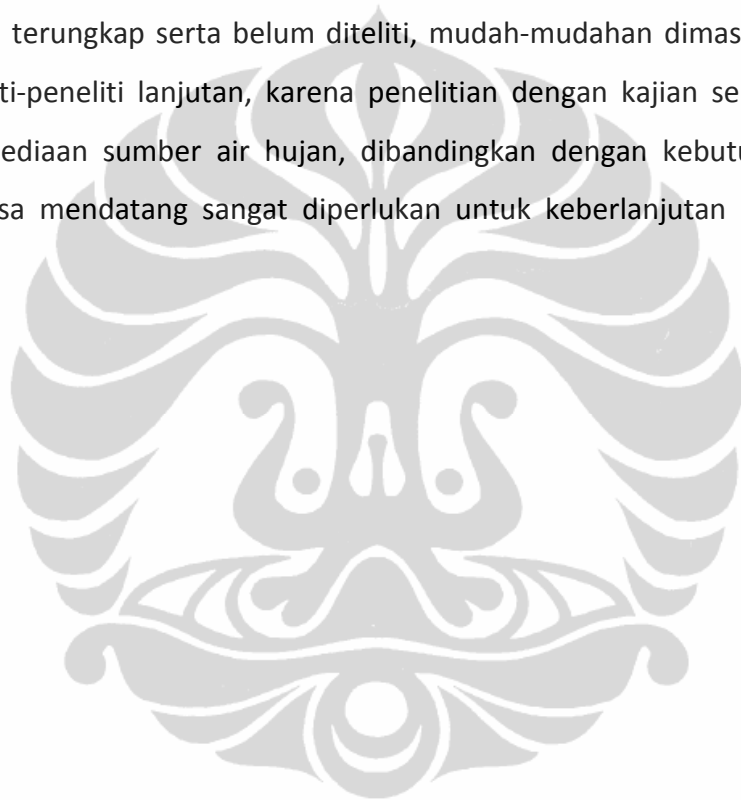 terungkap serta belum diteliti, mudah-mudahan dimas
ti-peneliti lanjutan, karena penelitian dengan kajian se
ediaan sumber air hujan, dibandingkan dengan kebutu
sa mendatang sangat diperlukan untuk keberlanjutan